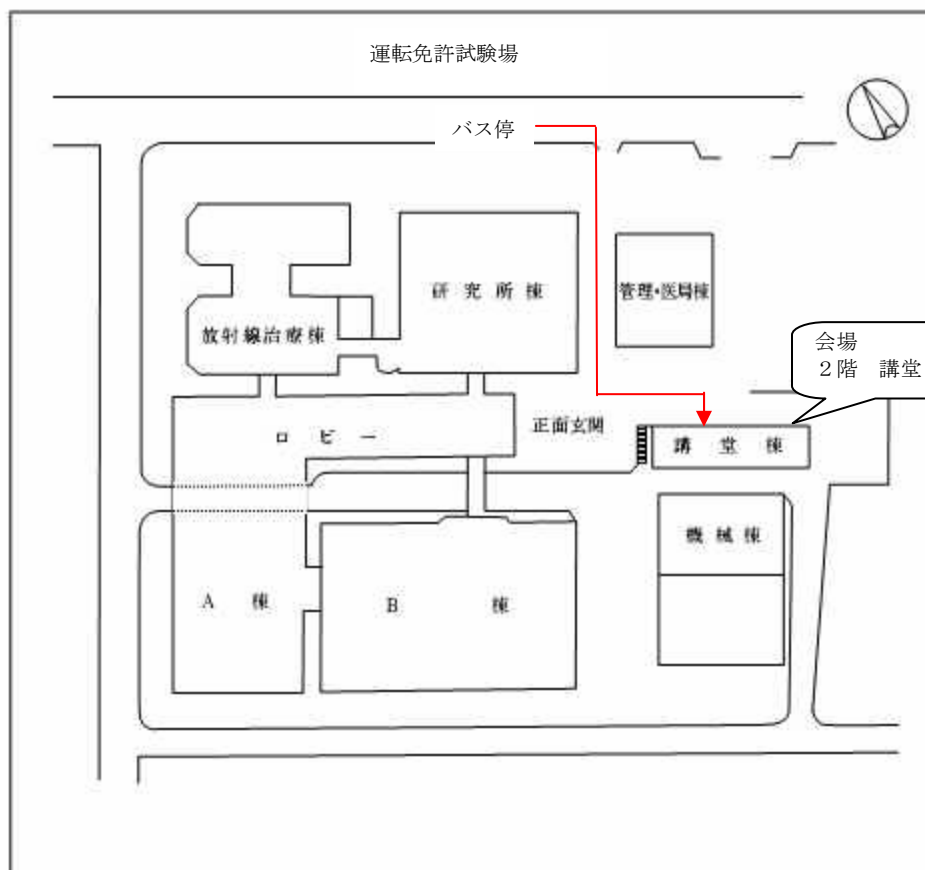 運転免許試験場
バス停
研究所棟
管理・医局棟
放射線治療棟
会場
２階　講堂
ロビー
正面玄関
講堂棟
機械棟
A棟
B棟